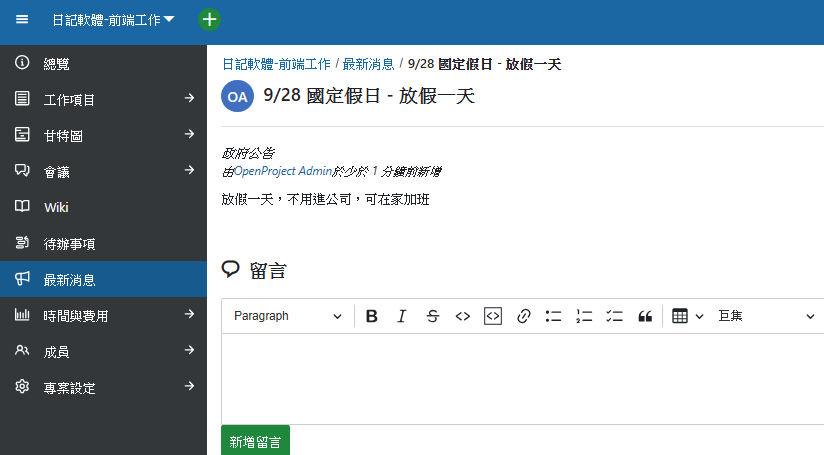 日記軟體-前端工作
總覽
工作項目
甘特圖
會議
Wiki
待辦事項
最新消息
時間與費用
成員
專案設定
日記軟體-前端工作 / 最新消息 / 9/28 國定假日 - 放假一天
OA 9/28 國定假日 - 放假一天
政府公告
由OpenProject Admin於少於 1 分鐘前新增
放假一天，不用進公司，可在家加班
留言
Paragraph B I S 巨集
新增留言